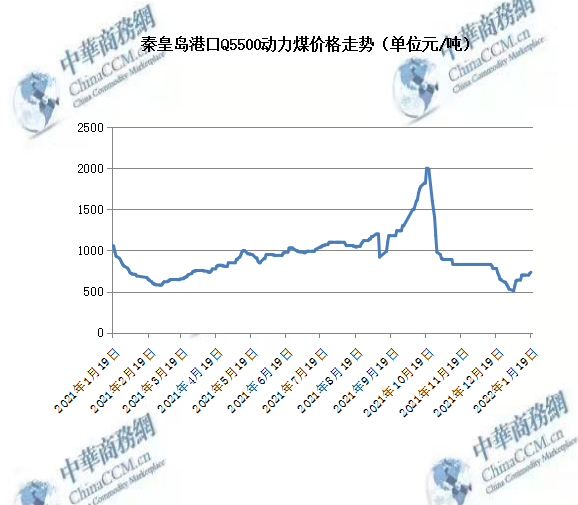 中華商務網
ChinaCCM.cn
China Commodity Marketplace
中華商務網
ChinaCCM.cn
China Commodity Marketplace
秦皇岛港口Q5500动力煤价格走势（单位元/吨）
2500
2000
1500
1000
500
0
2021年1月19日
2021年2月19日
2021年3月19日
2021年4月19日
2021年5月19日
2021年6月19日
2021年7月19日
2021年8月19日
2021年9月19日
2021年10月19日
2021年11月19日
2021年12月19日
2022年1月19日
中華商務網
ChinaCCM.cn
China Commodity Marketplace
中華商務網
ChinaCCM.cn
China Commodity Marketplace